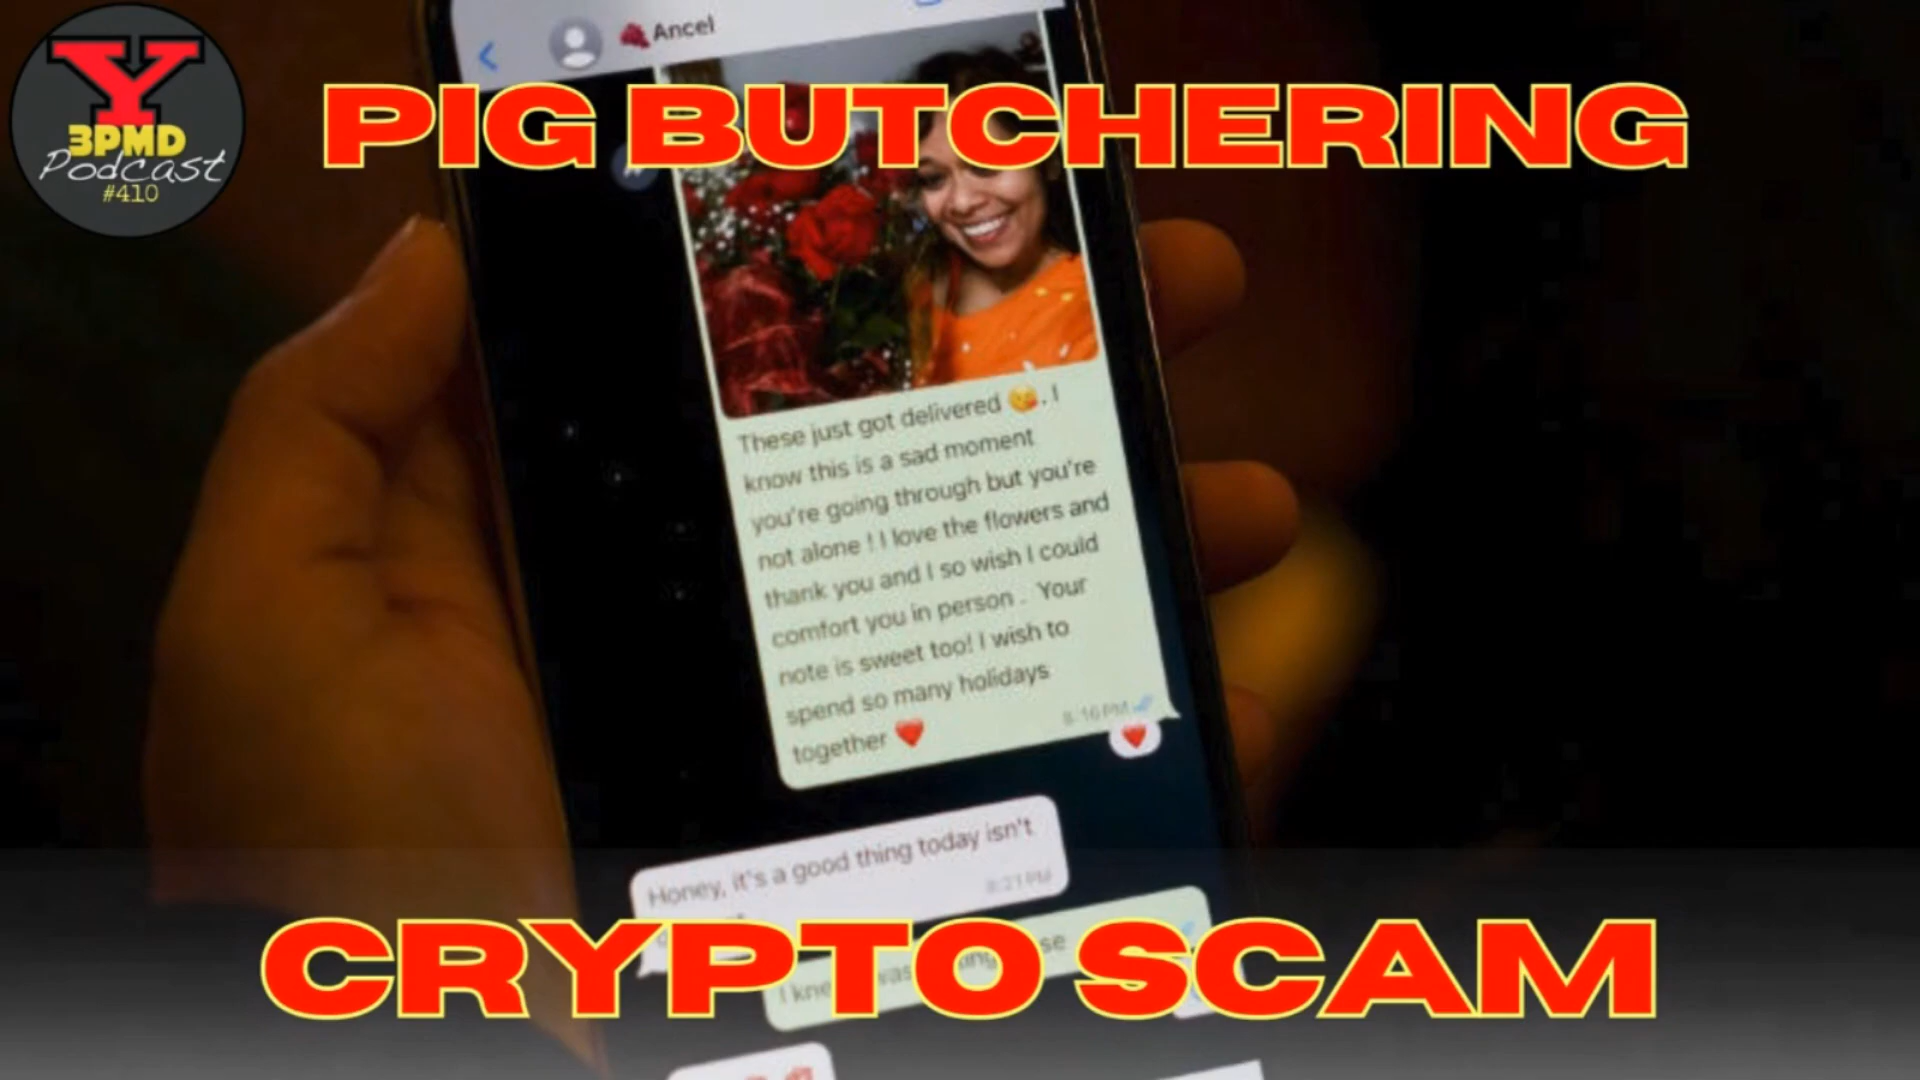 Y
3PMD
Podcast
#410
Ancel
PIG BUTCHERING
These just got delivered 😘. I
know this is a sad moment
you're going through but you're
not alone ! I love the flowers and
thank you and I so wish I could
comfort you in person . Your
note is sweet too! I wish to
spend so many holidays
together ❤️
8:16 PM
Honey, it's a good thing today isn't
8:21 PM
I
CRYPTO SCAM